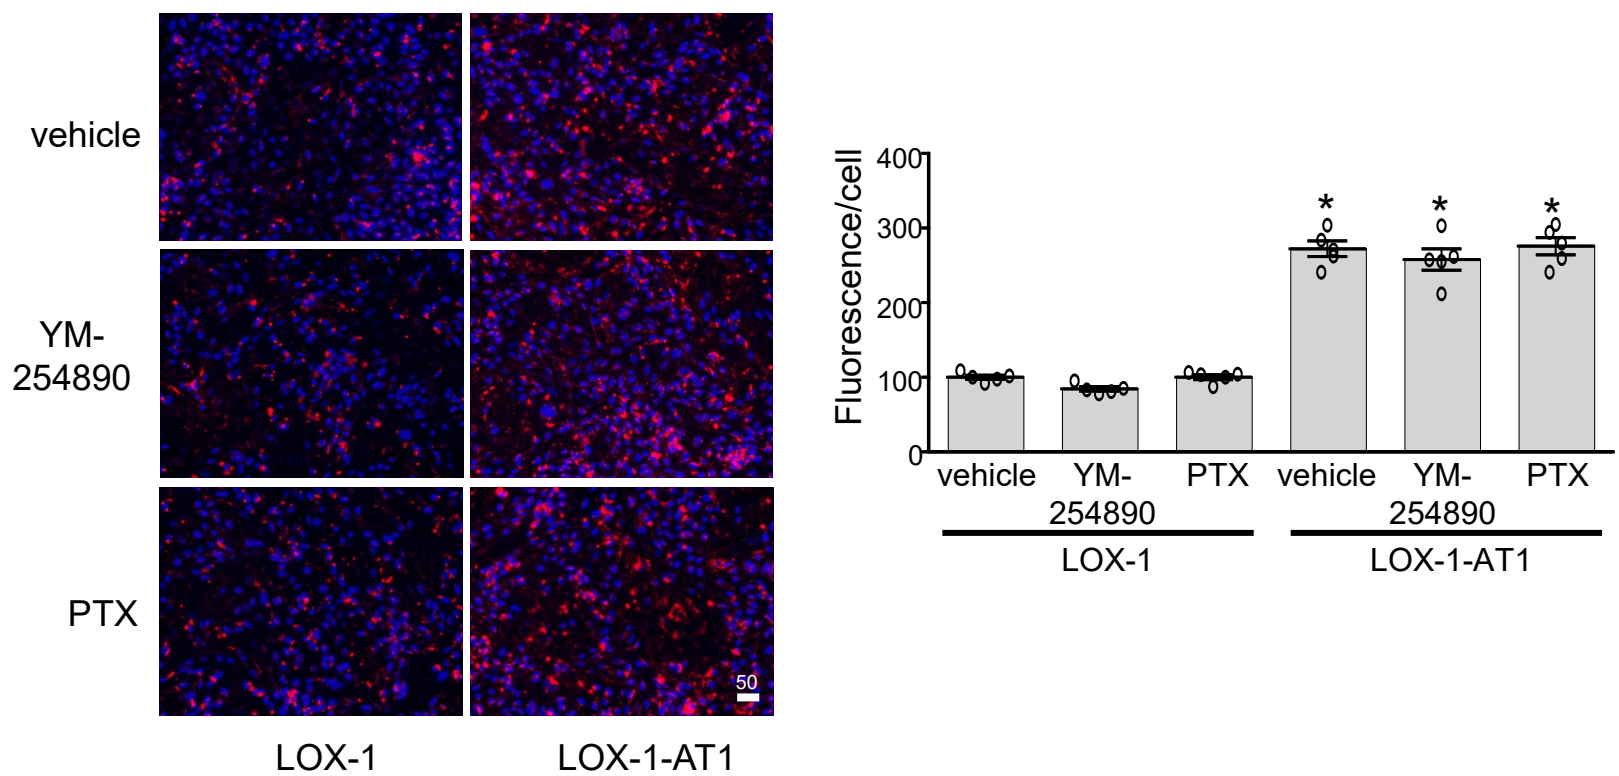 vehicle
YM-
254890
PTX
50
LOX-1
LOX-1-AT1
Fluorescence/cell
400
300
200
100
0
*
*
*
vehicle
YM-
254890
PTX
vehicle
YM-
254890
PTX
LOX-1
LOX-1-AT1